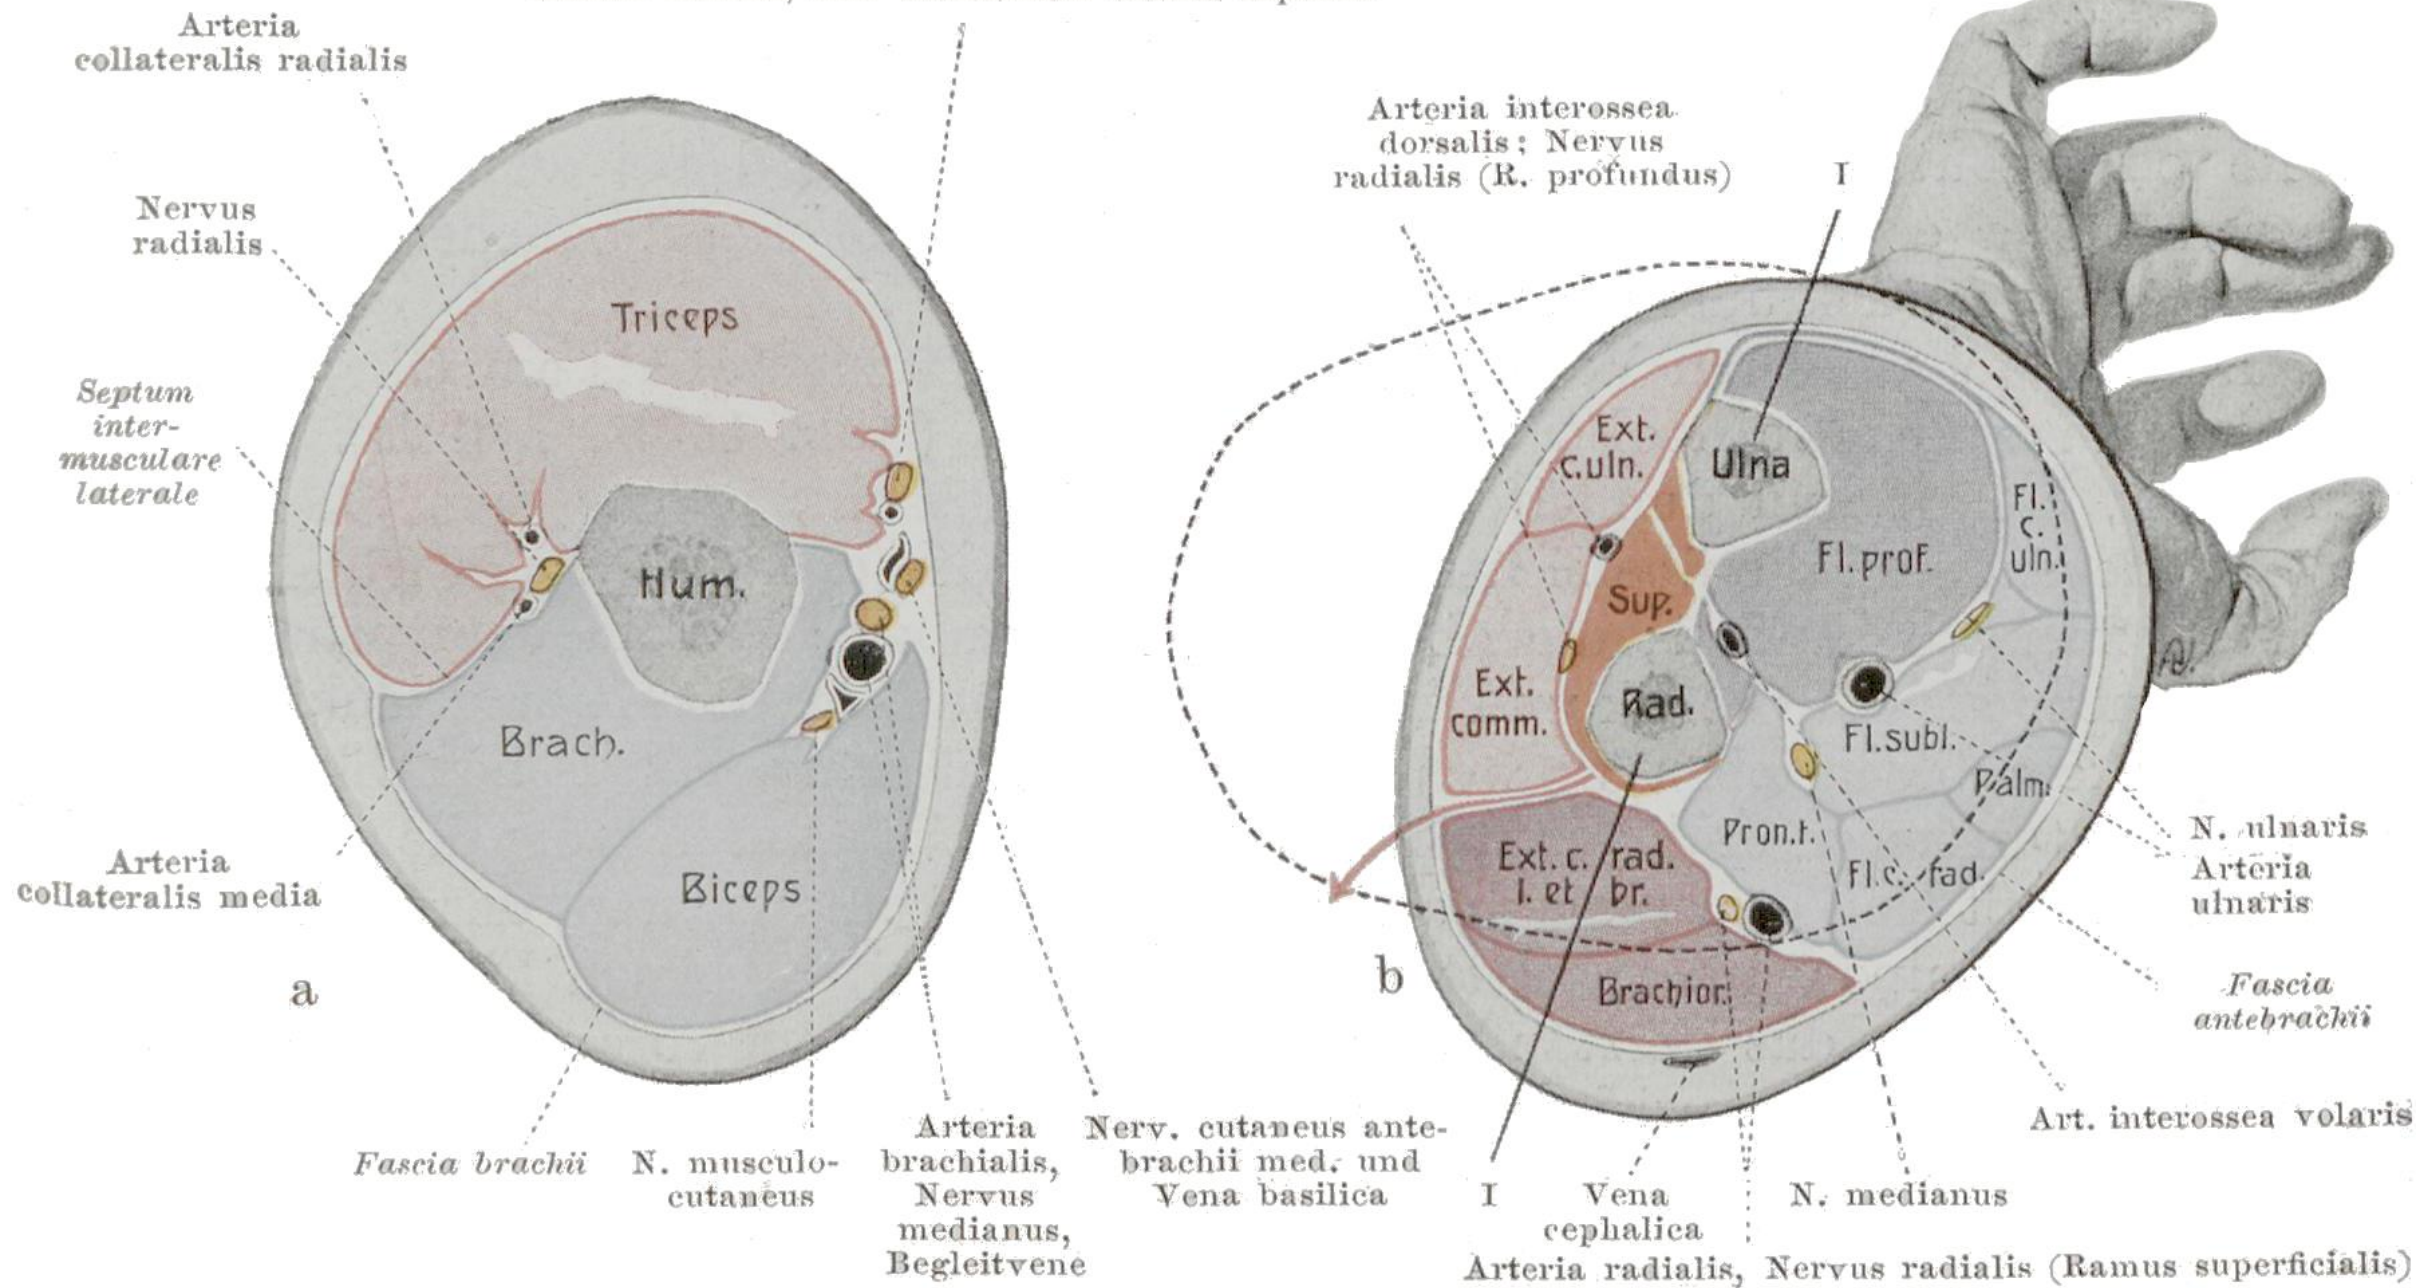 Arteria
collateralis radialis
Nervus
radialis
Septum
inter-
musculare
laterale
Arteria
collateralis media
a
Fascia brachii
N. musculo-
cutaneus
Arteria
brachialis,
Nervus
medianus,
Begleitvene
Nerv. cutaneus ante-
brachii med. und
Vena basilica
Triceps
Hum.
Brach.
Biceps
Arteria interossea
dorsalis; Nervus
radialis (R. profundus)
I
Ext.
c.uln.
Ulna
Fl.
c.
uln.
Fl. prof.
Sup.
Ext.
comm.
Rad.
Fl. subl.
Palm.
Pron.t.
Ext. c. rad.
l. et br.
Fl. c. rad.
Brachior.
b
N. ulnaris
Arteria
ulnaris
Fascia
antebrachii
Art. interossea volaris
I
Vena
cephalica
N. medianus
Arteria radialis, Nervus radialis (Ramus superficialis)